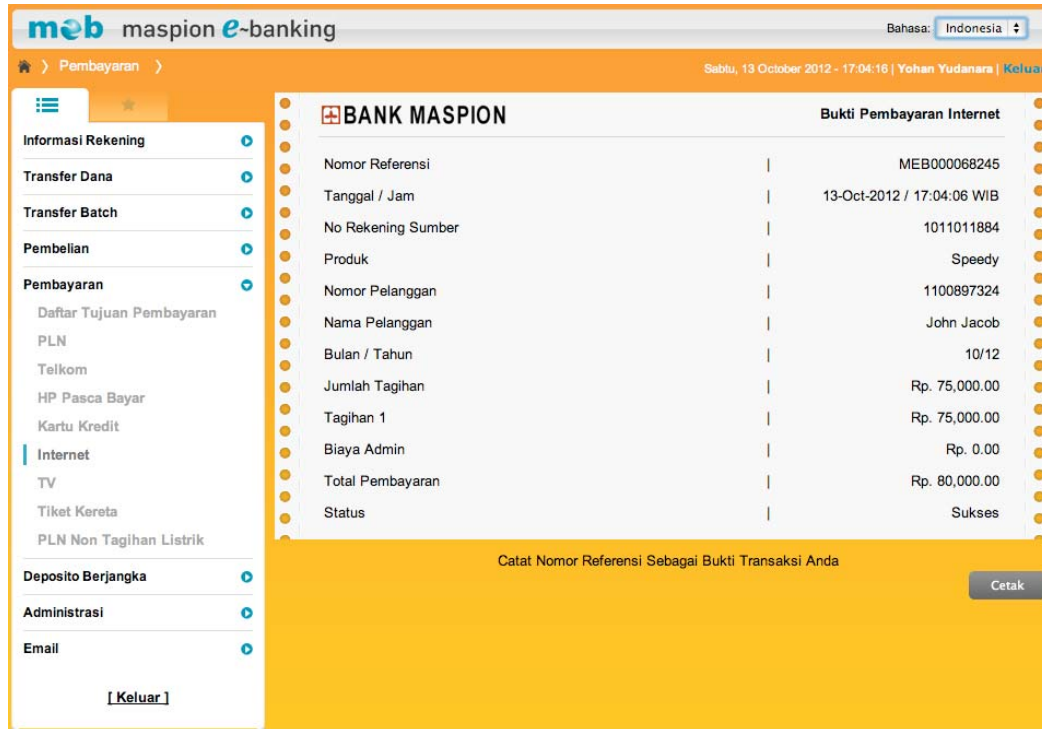 meb maspion e-banking
Bahasa: Indonesia
Pembayaran
Sabtu, 13 October 2012 - 17:04:16 | Yohan Yudanara | Keluar
Informasi Rekening
Transfer Dana
Transfer Batch
Pembelian
Pembayaran
Daftar Tujuan Pembayaran
PLN
Telkom
HP Pasca Bayar
Kartu Kredit
Internet
TV
Tiket Kereta
PLN Non Tagihan Listrik
Deposito Berjangka
Administrasi
Email
[ Keluar ]
BANK MASPION Bukti Pembayaran Internet
Nomor Referensi | MEB000068245
Tanggal / Jam | 13-Oct-2012 / 17:04:06 WIB
No Rekening Sumber | 1011011884
Produk | Speedy
Nomor Pelanggan | 1100897324
Nama Pelanggan | John Jacob
Bulan / Tahun | 10/12
Jumlah Tagihan | Rp. 75,000.00
Tagihan 1 | Rp. 75,000.00
Biaya Admin | Rp. 0.00
Total Pembayaran | Rp. 80,000.00
Status | Sukses
Catat Nomor Referensi Sebagai Bukti Transaksi Anda
Cetak